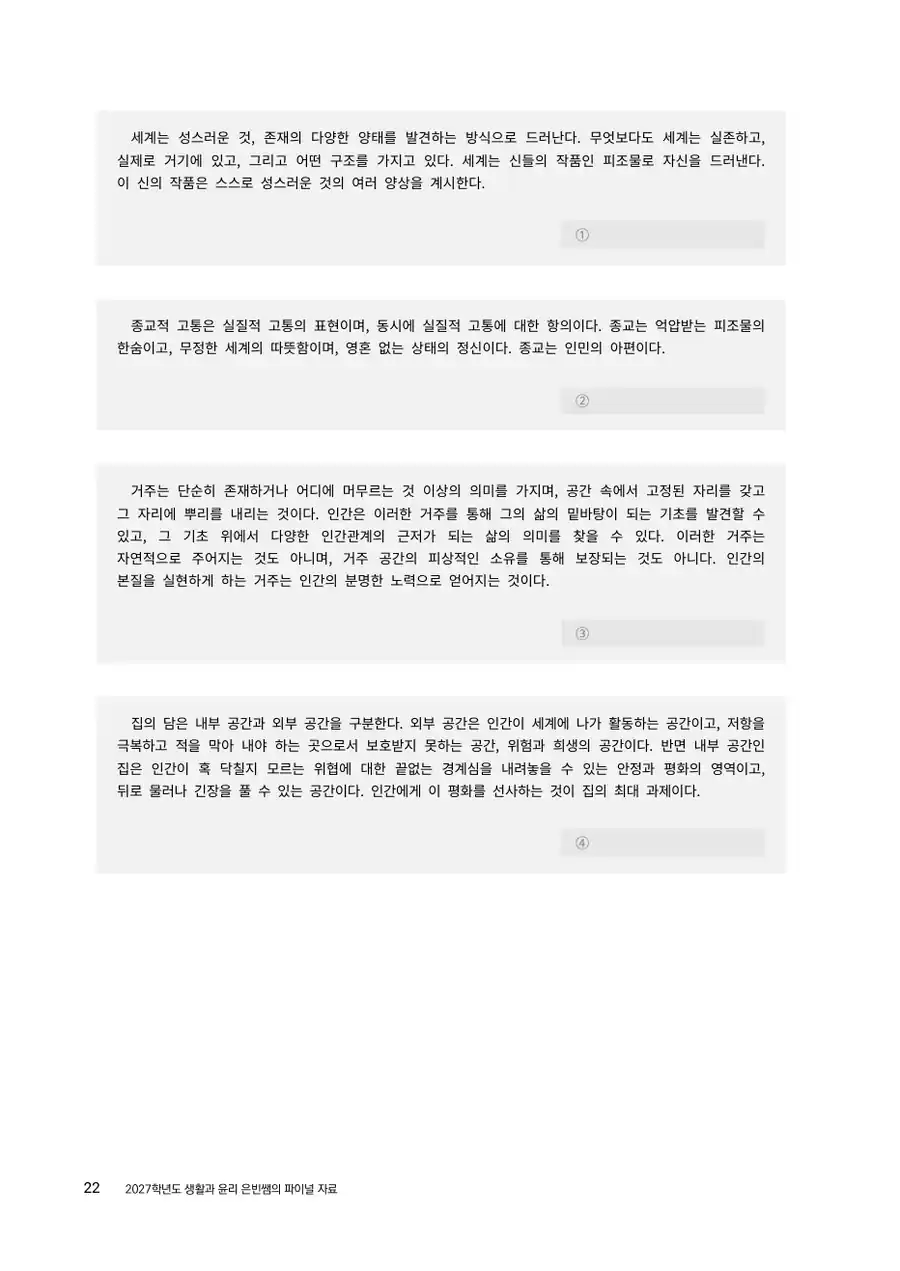 세계는 성스러운 것, 존재의 다양한 양태를 발견하는 방식으로 드러난다. 무엇보다도 세계는 실존하고,
실제로 거기에 있고, 그리고 어떤 구조를 가지고 있다. 세계는 신들의 작품인 피조물로 자신을 드러낸다.
이 신의 작품은 스스로 성스러운 것의 여러 양상을 계시한다.
①
종교적 고통은 실질적 고통의 표현이며, 동시에 실질적 고통에 대한 항의이다. 종교는 억압받는 피조물의
한숨이고, 무정한 세계의 따뜻함이며, 영혼 없는 상태의 정신이다. 종교는 인민의 아편이다.
②
거주는 단순히 존재하거나 어디에 머무르는 것 이상의 의미를 가지며, 공간 속에서 고정된 자리를 갖고
그 자리에 뿌리를 내리는 것이다. 인간은 이러한 거주를 통해 그의 삶의 밑바탕이 되는 기초를 발견할 수
있고, 그 기초 위에서 다양한 인간관계의 근저가 되는 삶의 의미를 찾을 수 있다. 이러한 거주는
자연적으로 주어지는 것도 아니며, 거주 공간의 피상적인 소유를 통해 보장되는 것도 아니다. 인간의
본질을 실현하게 하는 거주는 인간의 분명한 노력으로 얻어지는 것이다.
③
집의 담은 내부 공간과 외부 공간을 구분한다. 외부 공간은 인간이 세계에 나가 활동하는 공간이고, 저항을
극복하고 적을 막아 내야 하는 곳으로서 보호받지 못하는 공간, 위험과 희생의 공간이다. 반면 내부 공간인
집은 인간이 혹 닥칠지 모르는 위협에 대한 끝없는 경계심을 내려놓을 수 있는 안정과 평화의 영역이고,
뒤로 물러나 긴장을 풀 수 있는 공간이다. 인간에게 이 평화를 선사하는 것이 집의 최대 과제이다.
④
22 2027학년도 생활과 윤리 은빈쌤의 파이널 자료